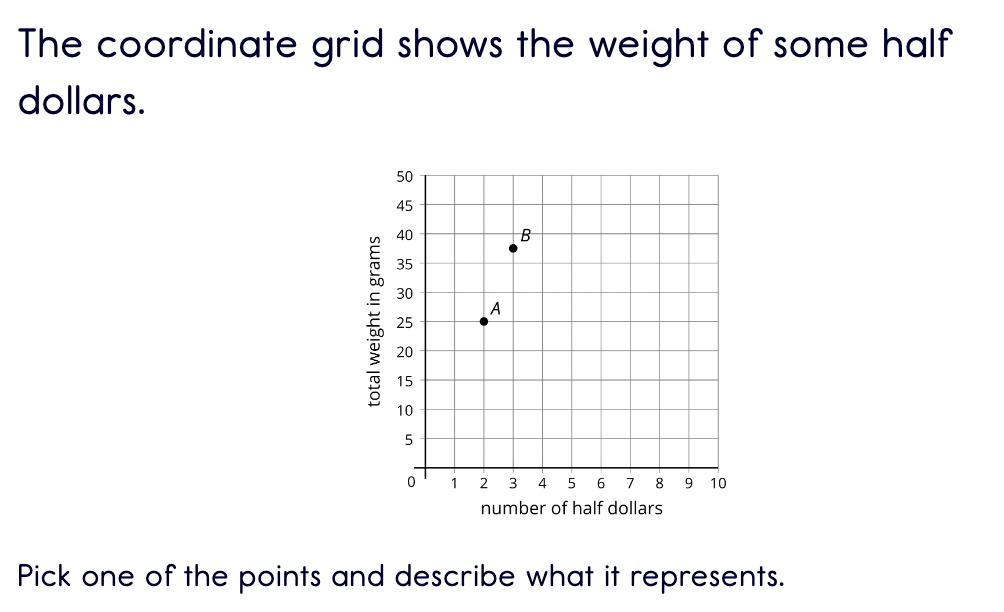 The coordinate grid shows the weight of some half
dollars.
50
45
40
B
35
30
A
25
20
15
10
5
0 1 2 3 4 5 6 7 8 9 10
total weight in grams
number of half dollars
Pick one of the points and describe what it represents.